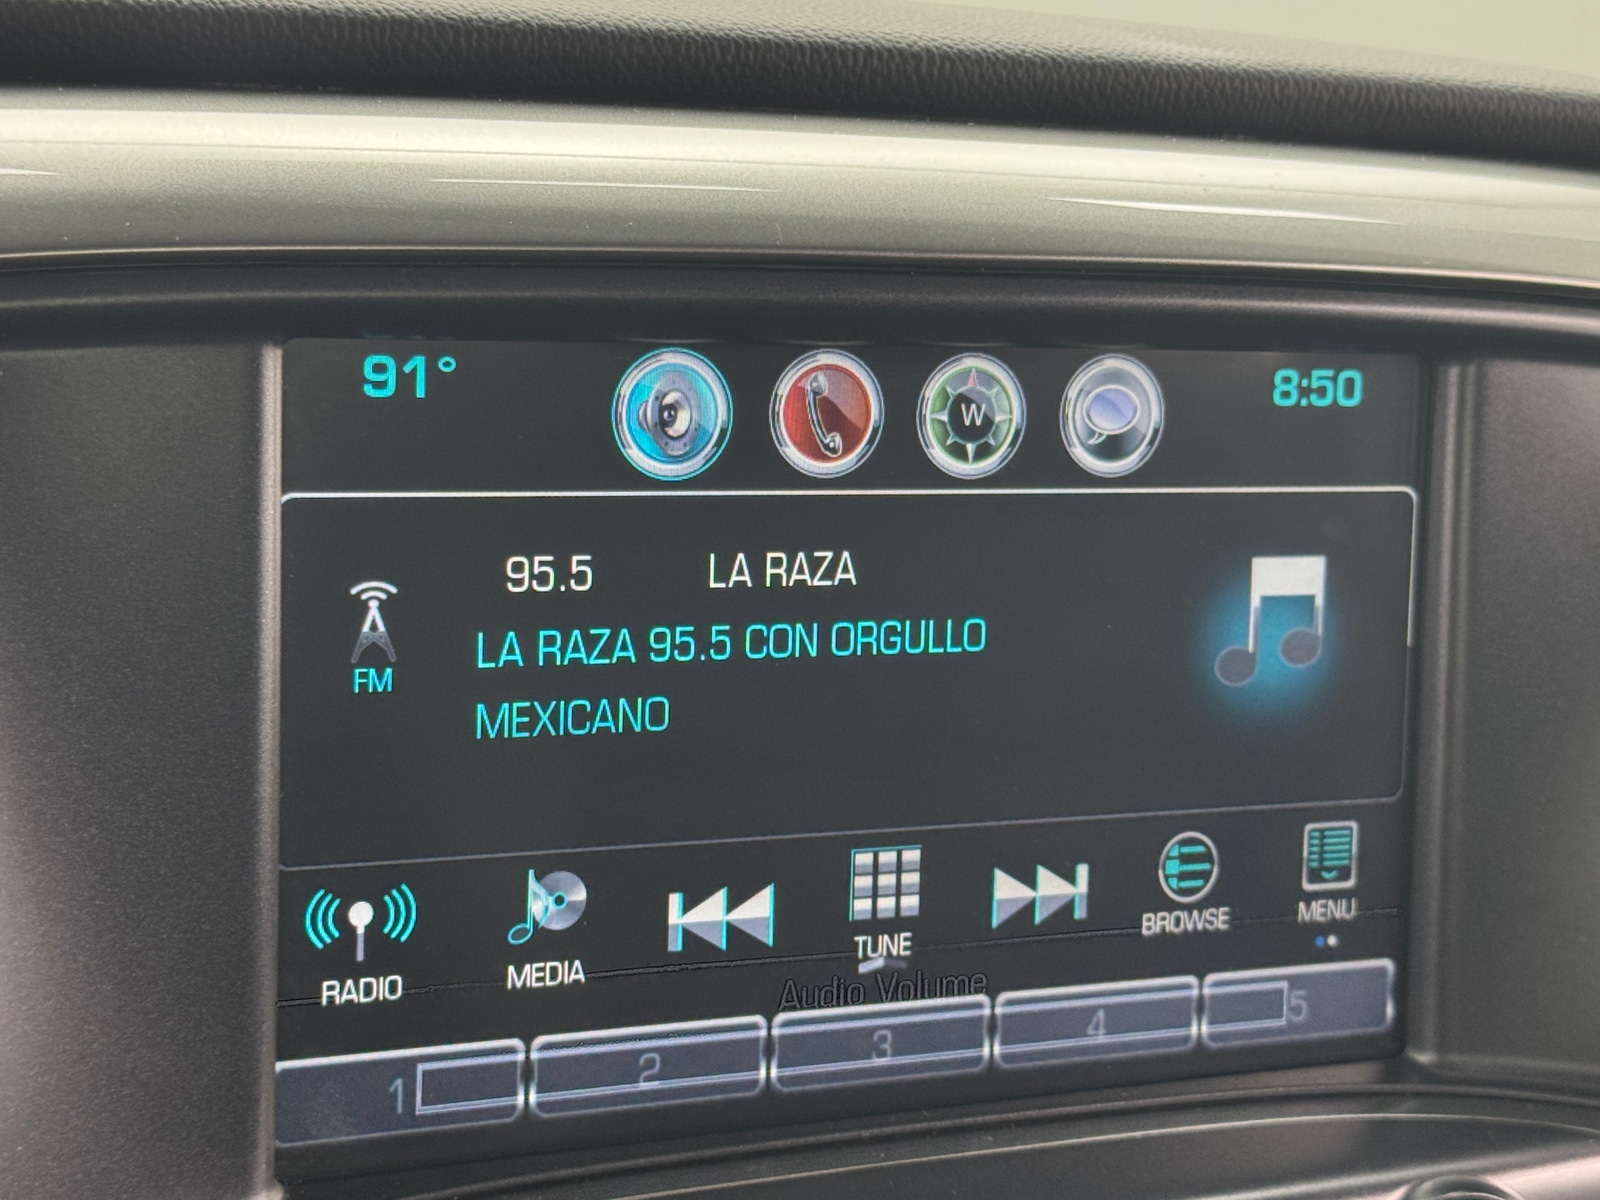 91°
W
8:50
95.5 LA RAZA
LA RAZA 95.5 CON ORGULLO
MEXICANO
FM
RADIO
MEDIA
TUNE
BROWSE
MENU
Audio Volume
1
2
3
4
5